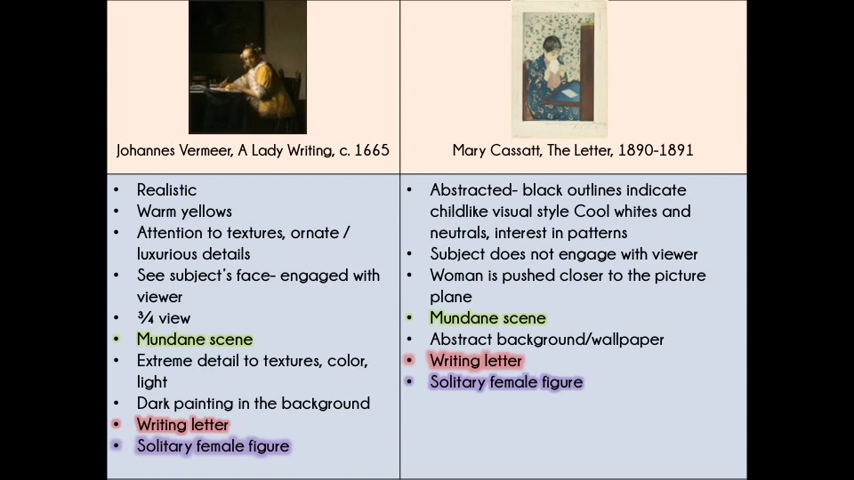 Johannes Vermeer, A Lady Writing, c. 1665
Mary Cassatt, The Letter, 1890-1891
• Realistic
• Warm yellows
• Attention to textures, ornate /
luxurious details
• See subject's face- engaged with
viewer
• ¾ view
• Mundane scene
• Extreme detail to textures, color,
light
• Dark painting in the background
• Writing letter
• Solitary female figure
• Abstracted- black outlines indicate
childlike visual style Cool whites and
neutrals, interest in patterns
• Subject does not engage with viewer
• Woman is pushed closer to the picture
plane
• Mundane scene
• Abstract background/wallpaper
• Writing letter
• Solitary female figure